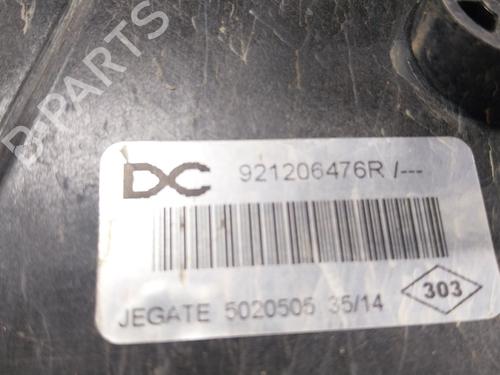 B-PARTS
DC 921206476R /---
JEGATE 5020505 35/14
303